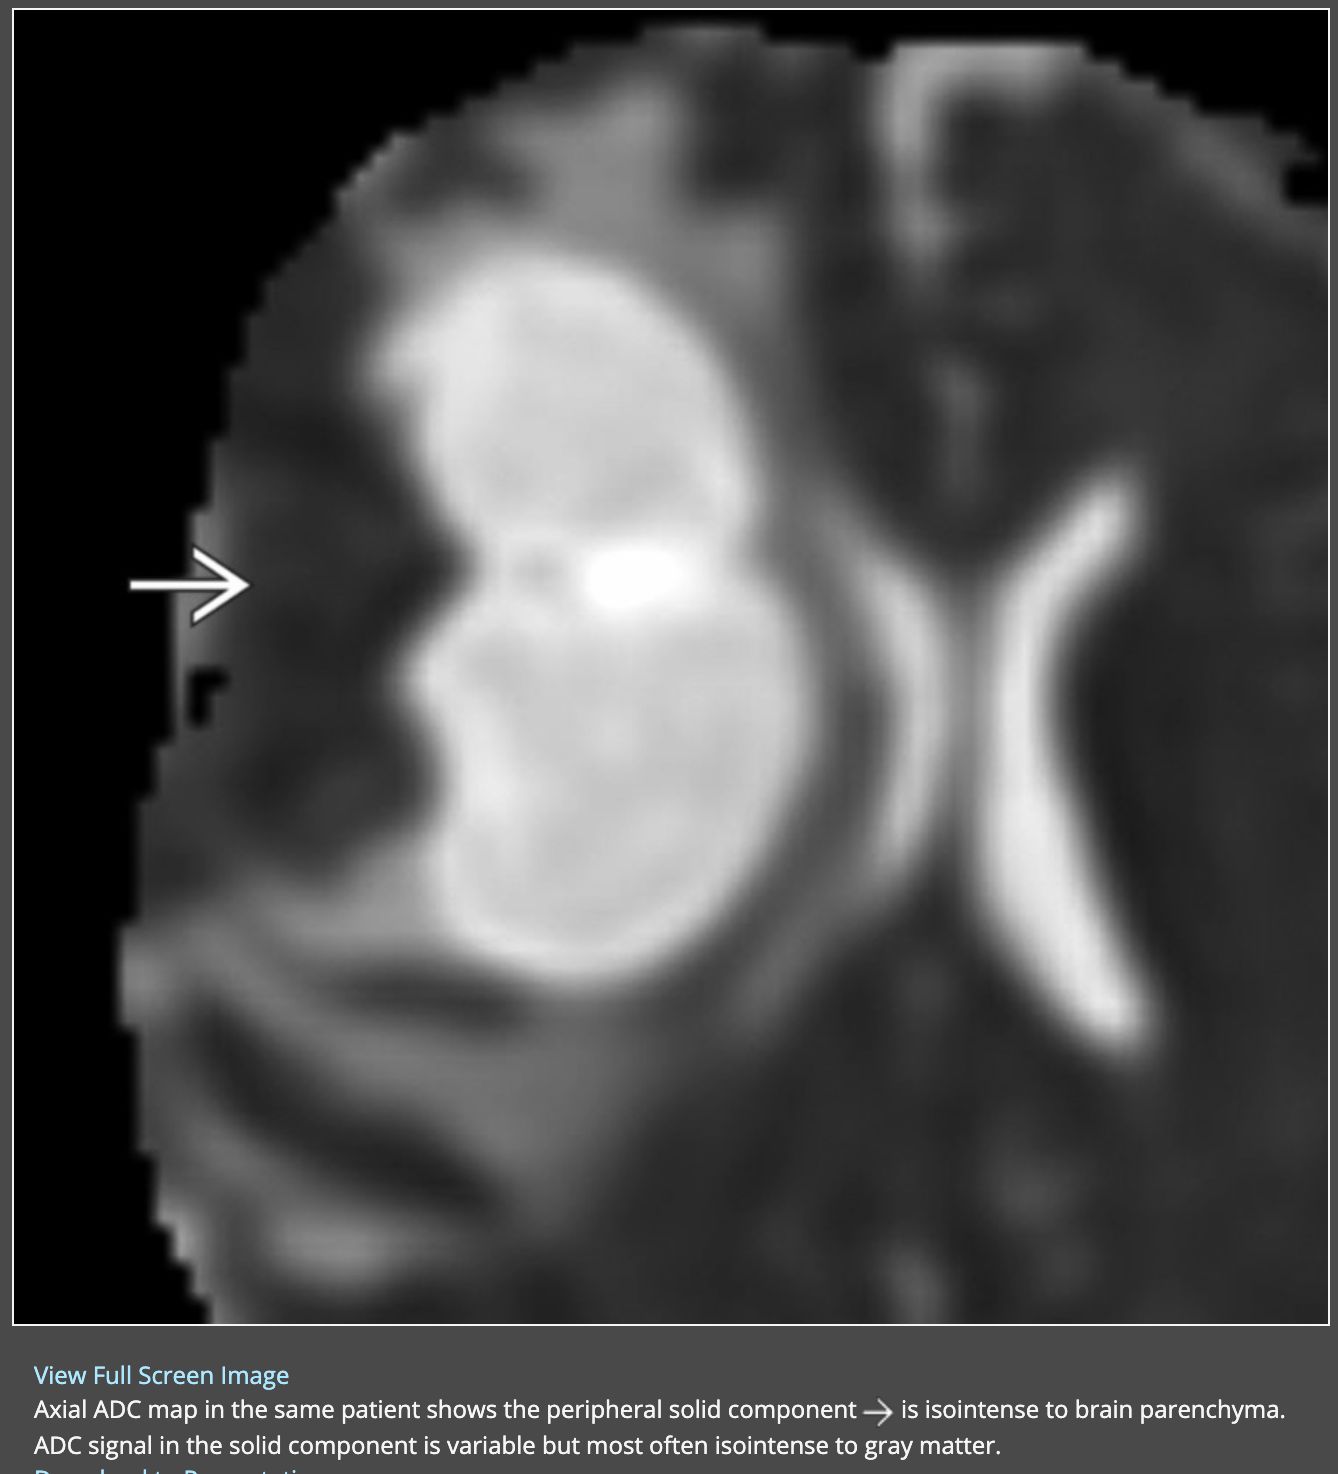 View Full Screen Image
Axial ADC map in the same patient shows the peripheral solid component → is isointense to brain parenchyma.
ADC signal in the solid component is variable but most often isointense to gray matter.